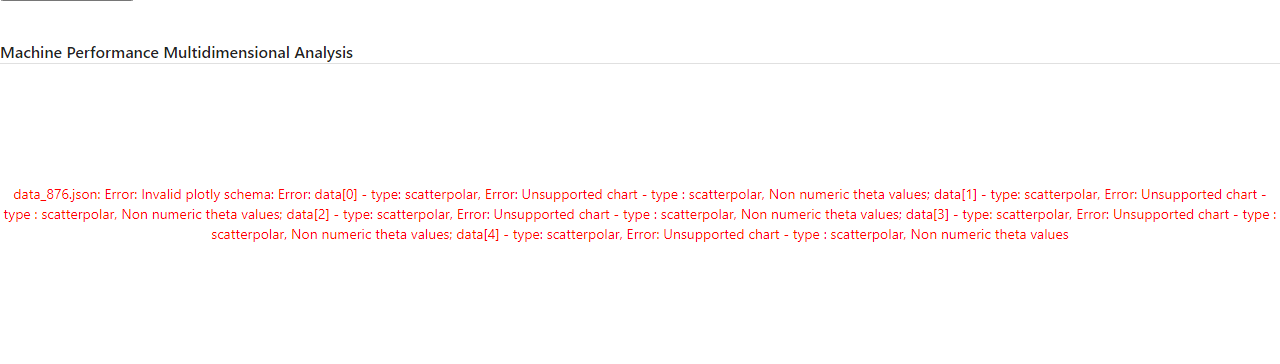 Machine Performance Multidimensional Analysis
data_876.json: Error: Invalid plotly schema: Error: data[0] - type: scatterpolar, Error: Unsupported chart - type : scatterpolar, Non numeric theta values; data[1] - type: scatterpolar, Error: Unsupported chart -
type : scatterpolar, Non numeric theta values; data[2] - type: scatterpolar, Error: Unsupported chart - type : scatterpolar, Non numeric theta values; data[3] - type: scatterpolar, Error: Unsupported chart - type :
scatterpolar, Non numeric theta values; data[4] - type: scatterpolar, Error: Unsupported chart - type : scatterpolar, Non numeric theta values